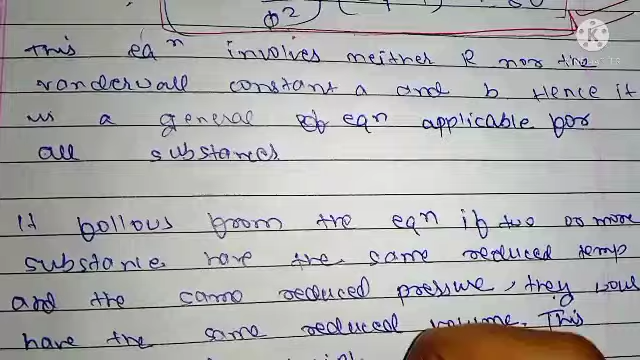 φ²
This eqⁿ involves neither R nor the
vanderwall constant a and b Hence it
is a general eqn applicable for
all substances
It follows from the eqn if two or more
substance have the same reduced temp
and the same reduced pressure, they
have the same reduced volume. This